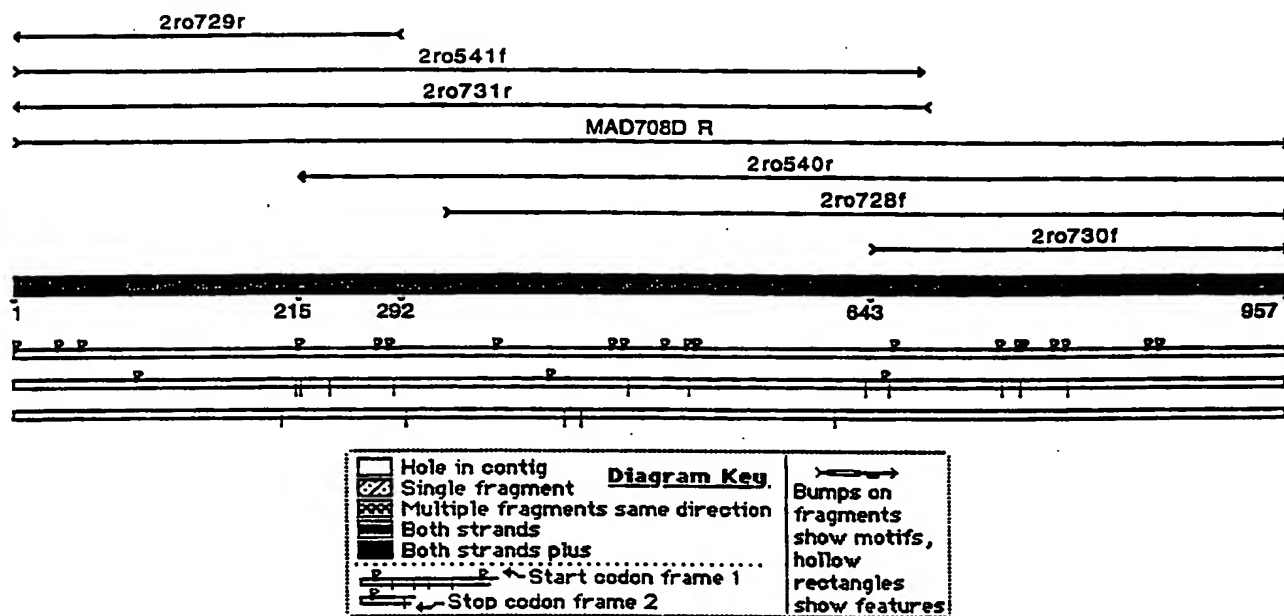 2ro729r
2ro541f
2ro731r
MAD708D R
2ro540r
2ro728f
2ro730f
1 215 292 643 957
Diagram Key
Hole in contig
Single fragment
Multiple fragments same direction
Both strands
Both strands plus
Start codon frame 1
Stop codon frame 2
Bumps on
fragments
show motifs,
hollow
rectangles
show features